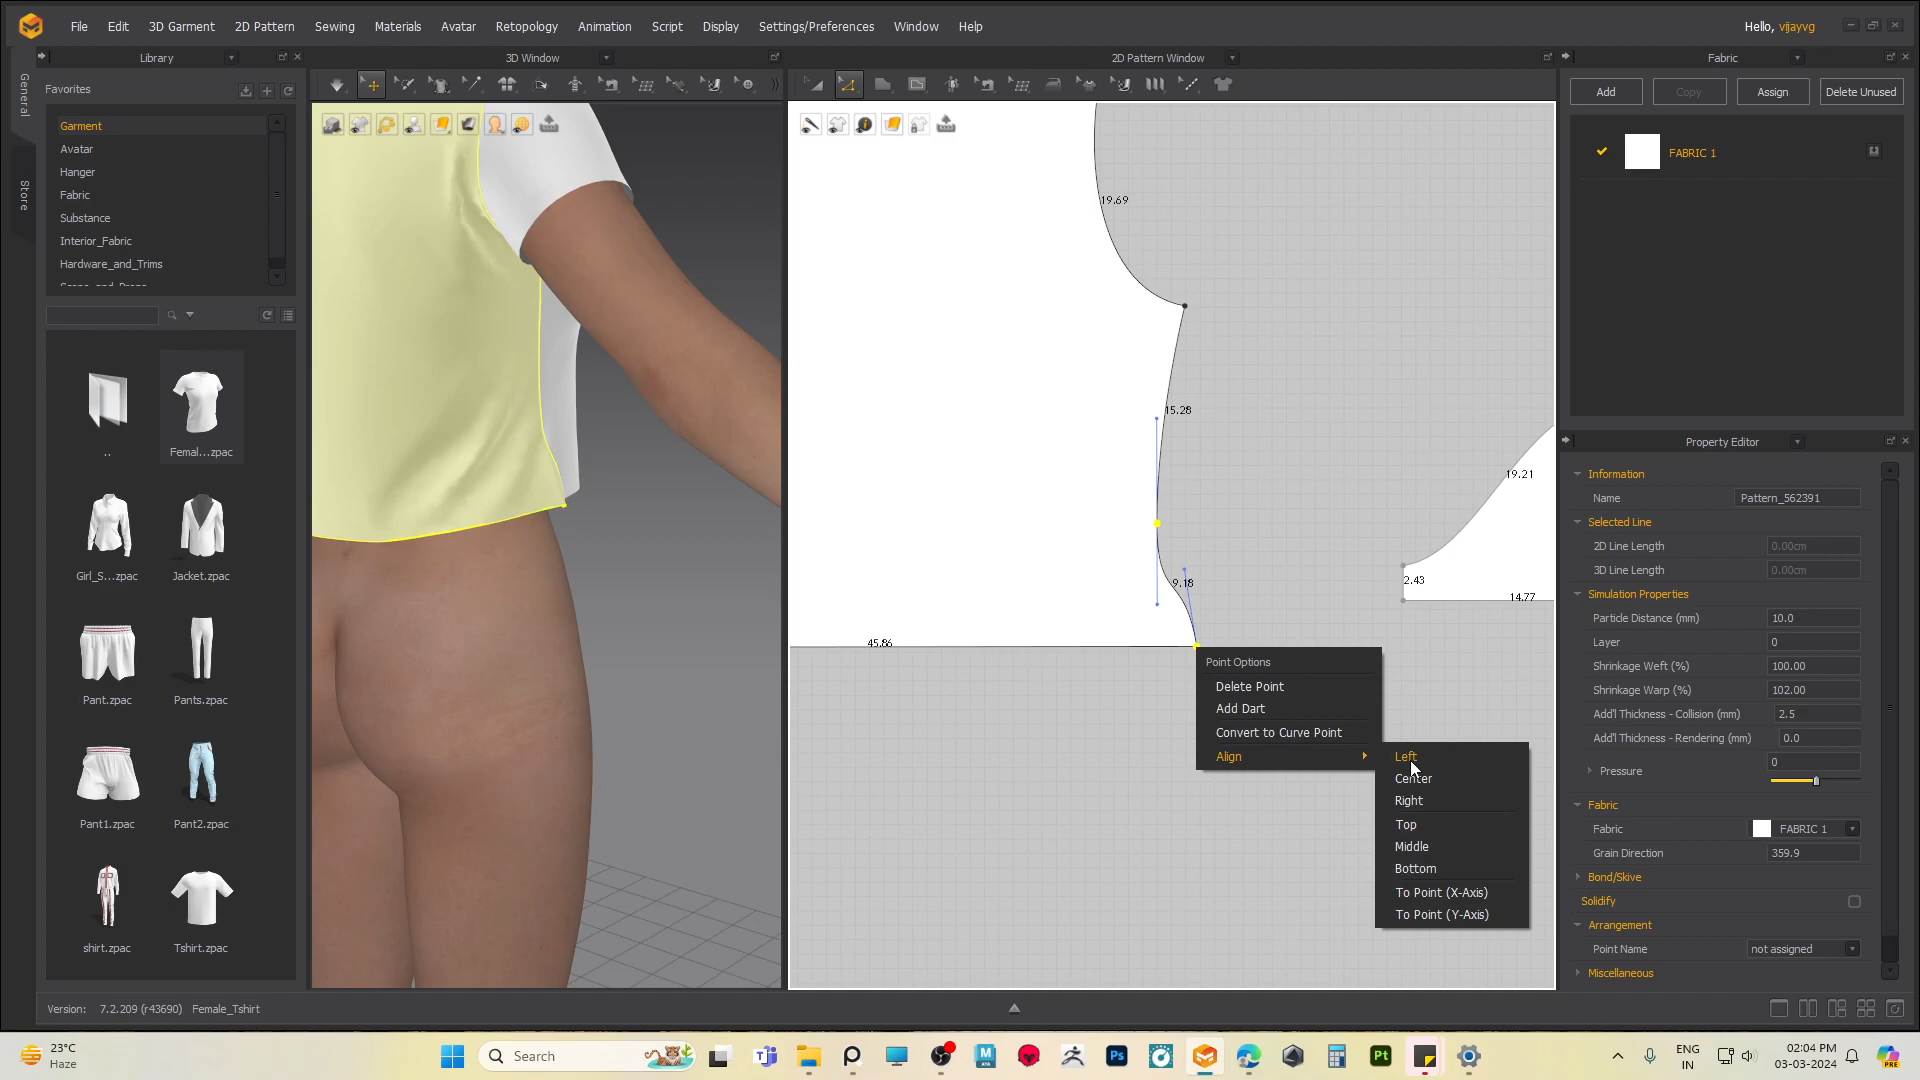 File Edit 3D Garment 2D Pattern Sewing Materials Avatar Retopology Animation Script Display Settings/Preferences Window Help
Hello, vijayvg
Library
3D Window
2D Pattern Window
Fabric
General
Store
Favorites
Garment
Avatar
Hanger
Fabric
Substance
Interior_Fabric
Hardware_and_Trims
..
Femal...zpac
Girl_S...zpac
Jacket.zpac
Pant.zpac
Pants.zpac
Pant1.zpac
Pant2.zpac
shirt.zpac
Tshirt.zpac
19.69
15.28
9.18
45.86
19.21
2.43
14.77
Point Options
Delete Point
Add Dart
Convert to Curve Point
Align
Left
Center
Right
Top
Middle
Bottom
To Point (X-Axis)
To Point (Y-Axis)
Add Copy Assign Delete Unused
FABRIC 1
Property Editor
Information
Name Pattern_562391
Selected Line
2D Line Length 0.00cm
3D Line Length 0.00cm
Simulation Properties
Particle Distance (mm) 10.0
Layer 0
Shrinkage Weft (%) 100.00
Shrinkage Warp (%) 102.00
Add'l Thickness - Collision (mm) 2.5
Add'l Thickness - Rendering (mm) 0.0
Pressure 0
Fabric
Fabric FABRIC 1
Grain Direction 359.9
Bond/Skive
Solidify
Arrangement
Point Name not assigned
Miscellaneous
Version: 7.2.209 (r43690) Female_Tshirt
23°C
Haze
Search
M
Ps
Pt
ENG
IN
02:04 PM
03-03-2024
PRE